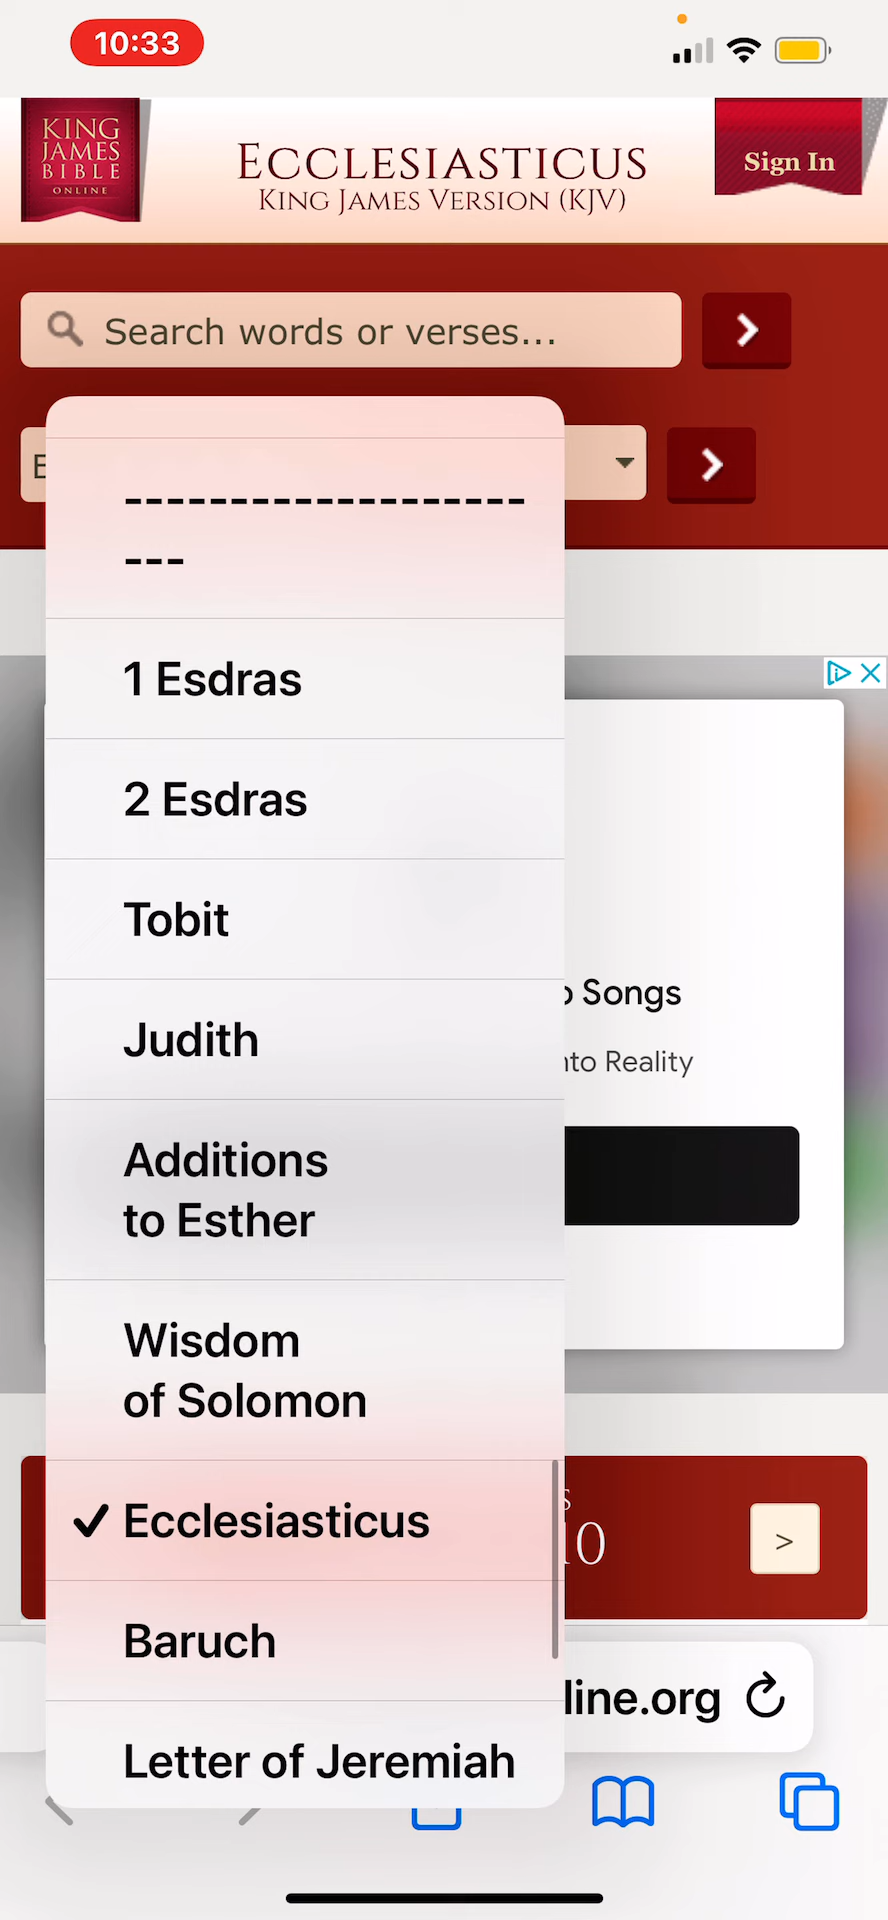 10:33
KING
JAMES
BIBLE
ONLINE
ECCLESIASTICUS
KING JAMES VERSION (KJV)
Sign In
Search words or verses...
E
----------------------
---
1 Esdras
2 Esdras
Tobit
Judith
Additions
to Esther
Wisdom
of Solomon
✓ Ecclesiasticus
Baruch
Letter of Jeremiah
Songs
nto Reality
s
10
>
line.org